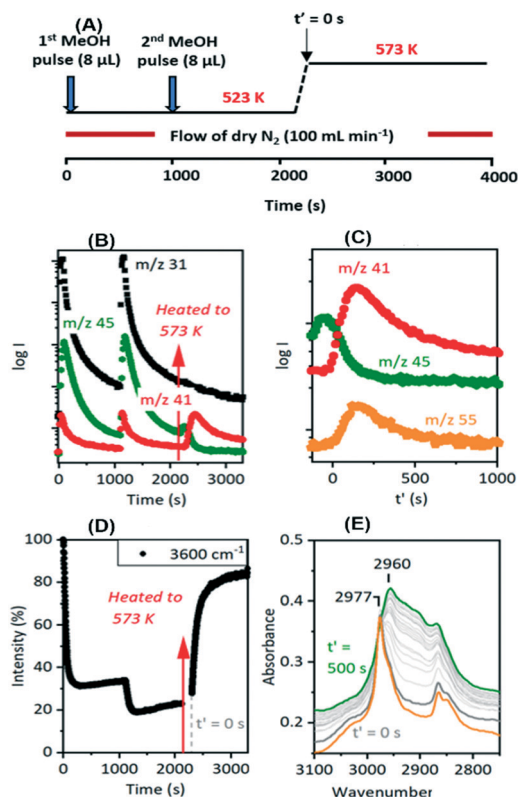 (A)
t' = 0 s
1st MeOH
pulse (8 µL)
2nd MeOH
pulse (8 µL)
523 K
573 K
Flow of dry N2 (100 mL min-1)
0 1000 2000 3000 4000
Time (s)
(B)
m/z 31
m/z 45
Heated to
573 K
m/z 41
log I
0 1000 2000 3000
Time (s)
(C)
m/z 41
m/z 45
m/z 55
log I
0 250 500 750 1000
t' (s)
(D)
3600 cm-1
Heated to
573 K
t' = 0 s
Intensity (%)
100
80
60
40
20
0
0 1000 2000 3000
Time (s)
(E)
2960
2977
t' =
500 s
t' = 0 s
Absorbance
0.5
0.4
0.3
0.2
3100 3000 2900 2800
Wavenumber